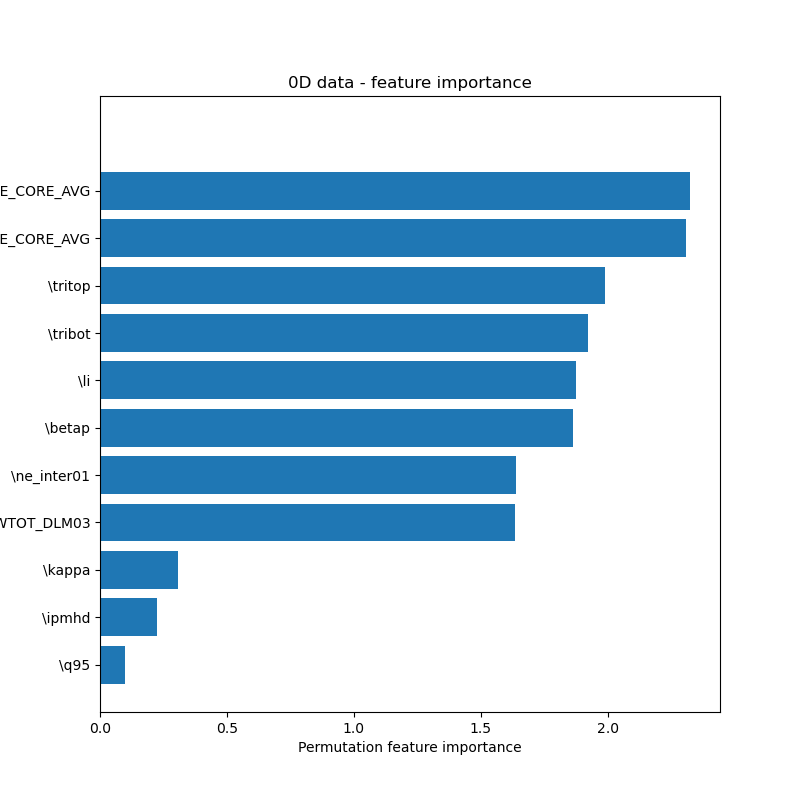 0D data - feature importance
E_CORE_AVG
E_CORE_AVG
\tritop
\tribot
\li
\betap
\ne_inter01
WTOT_DLM03
\kappa
\ipmhd
\q95
0.0 0.5 1.0 1.5 2.0
Permutation feature importance